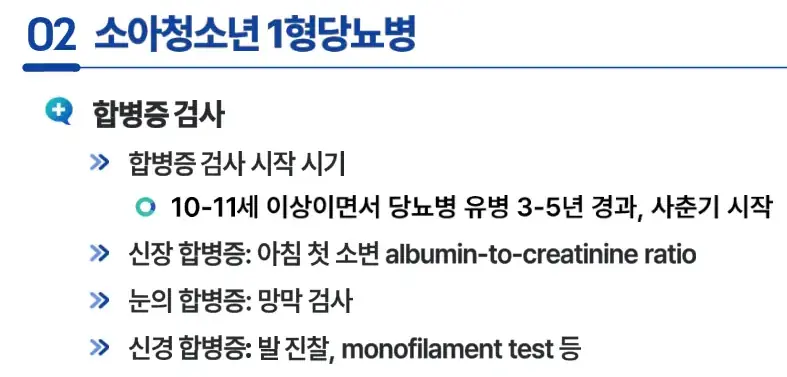 02 소아청소년 1형당뇨병
합병증 검사
합병증 검사 시작 시기
10-11세 이상이면서 당뇨병 유병 3-5년 경과, 사춘기 시작
신장 합병증: 아침 첫 소변 albumin-to-creatinine ratio
눈의 합병증: 망막 검사
신경 합병증: 발 진찰, monofilament test 등